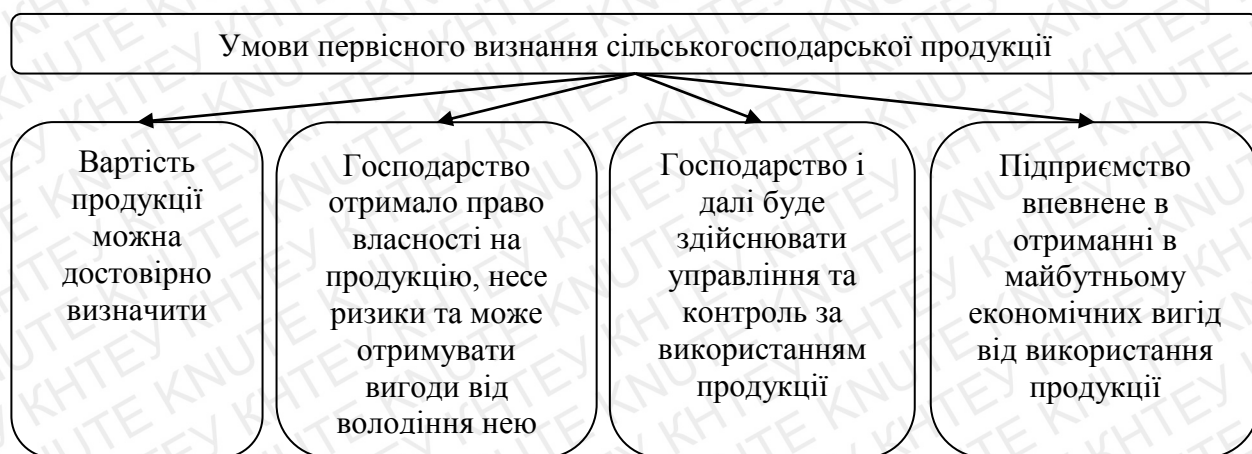 Умови первісного визнання сільськогосподарської продукції
Вартість
продукції
можна
достовірно
визначити
Господарство
отримало право
власності на
продукцію, несе
ризики та може
отримувати
вигоди від
володіння нею
Господарство і
далі буде
здійснювати
управління та
контроль за
використанням
продукції
Підприємство
впевнене в
отриманні в
майбутньому
економічних вигід
від використання
продукції